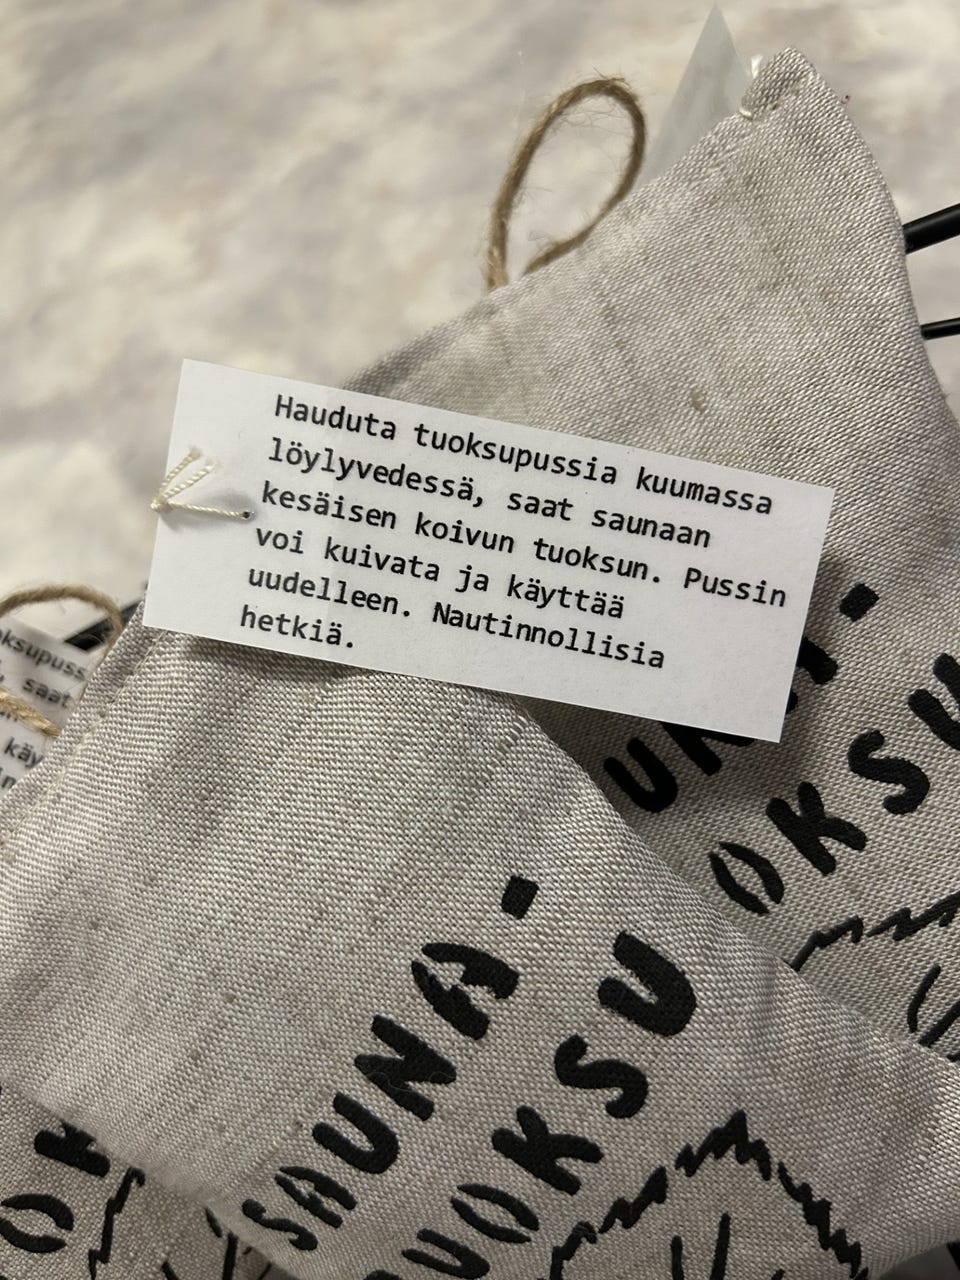 Hauduta tuoksupussia kuumassa
löylyvedessä, saat saunaan
kesäisen koivun tuoksun. Pussin
voi kuivata ja käyttää
uudelleen. Nautinnollisia
hetkiä.
SAUNA-
TUOKSU